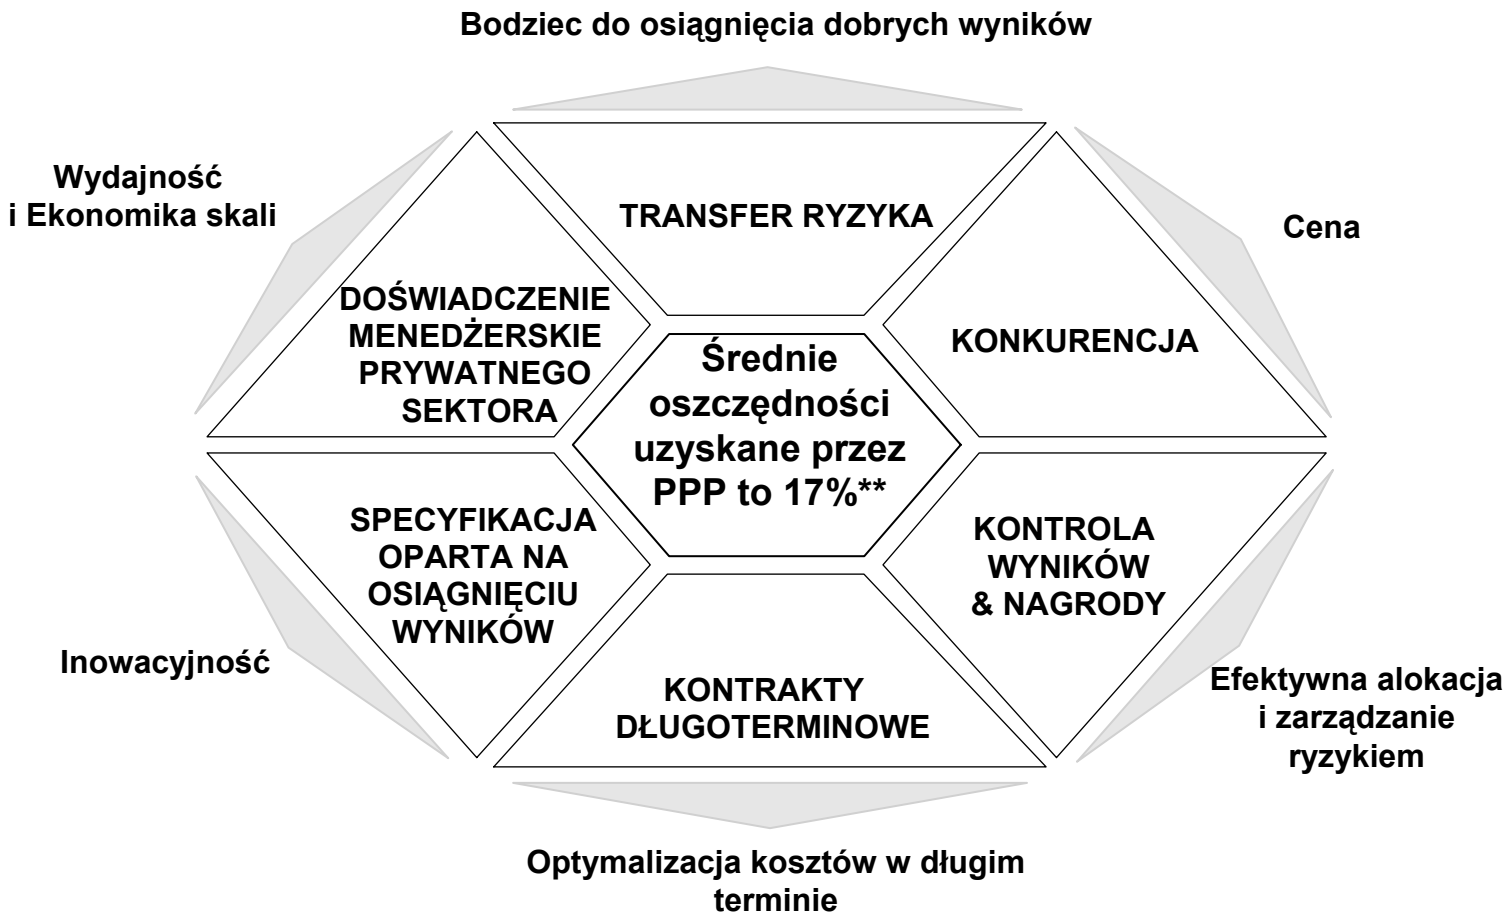 Bodziec do osiągnięcia dobrych wyników
Wydajność
i Ekonomika skali
TRANSFER RYZYKA
Cena
DOŚWIADCZENIE
MENEDŻERSKIE
PRYWATNEGO
SEKTORA
KONKURENCJA
Średnie
oszczędności
uzyskane przez
PPP to 17%**
SPECYFIKACJA
OPARTA NA
OSIĄGNIĘCIU
WYNIKÓW
KONTROLA
WYNIKÓW
& NAGRODY
Inowacyjność
KONTRAKTY
DŁUGOTERMINOWE
Efektywna alokacja
i zarządzanie
ryzykiem
Optymalizacja kosztów w długim
terminie